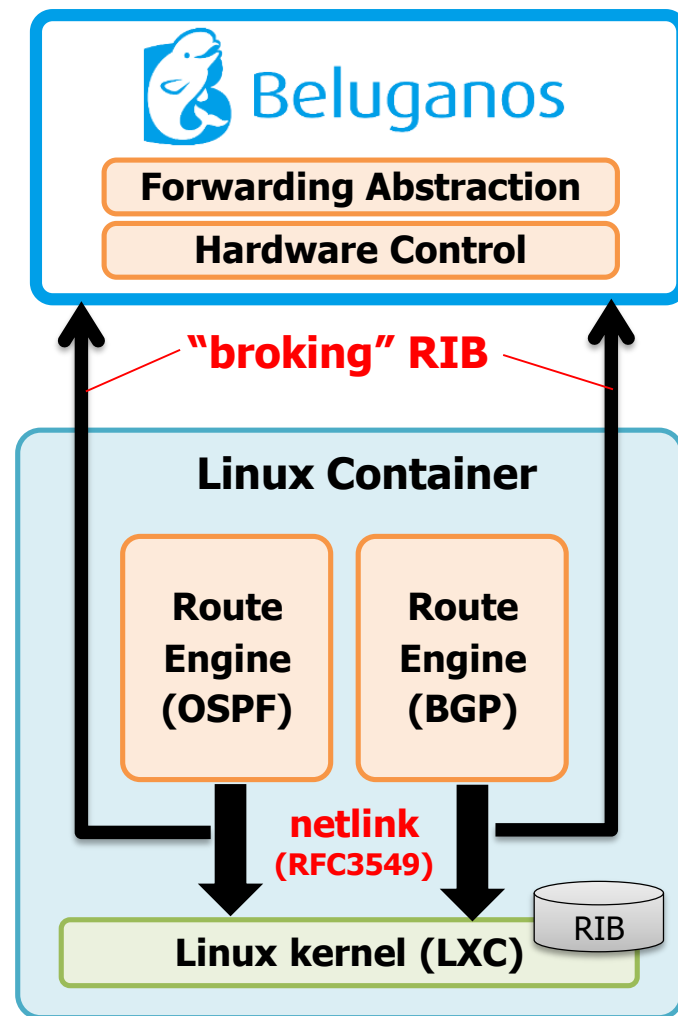 Beluganos
Forwarding Abstraction
Hardware Control
“broking” RIB
Linux Container
Route
Engine
(OSPF)
Route
Engine
(BGP)
netlink
(RFC3549)
RIB
Linux kernel (LXC)